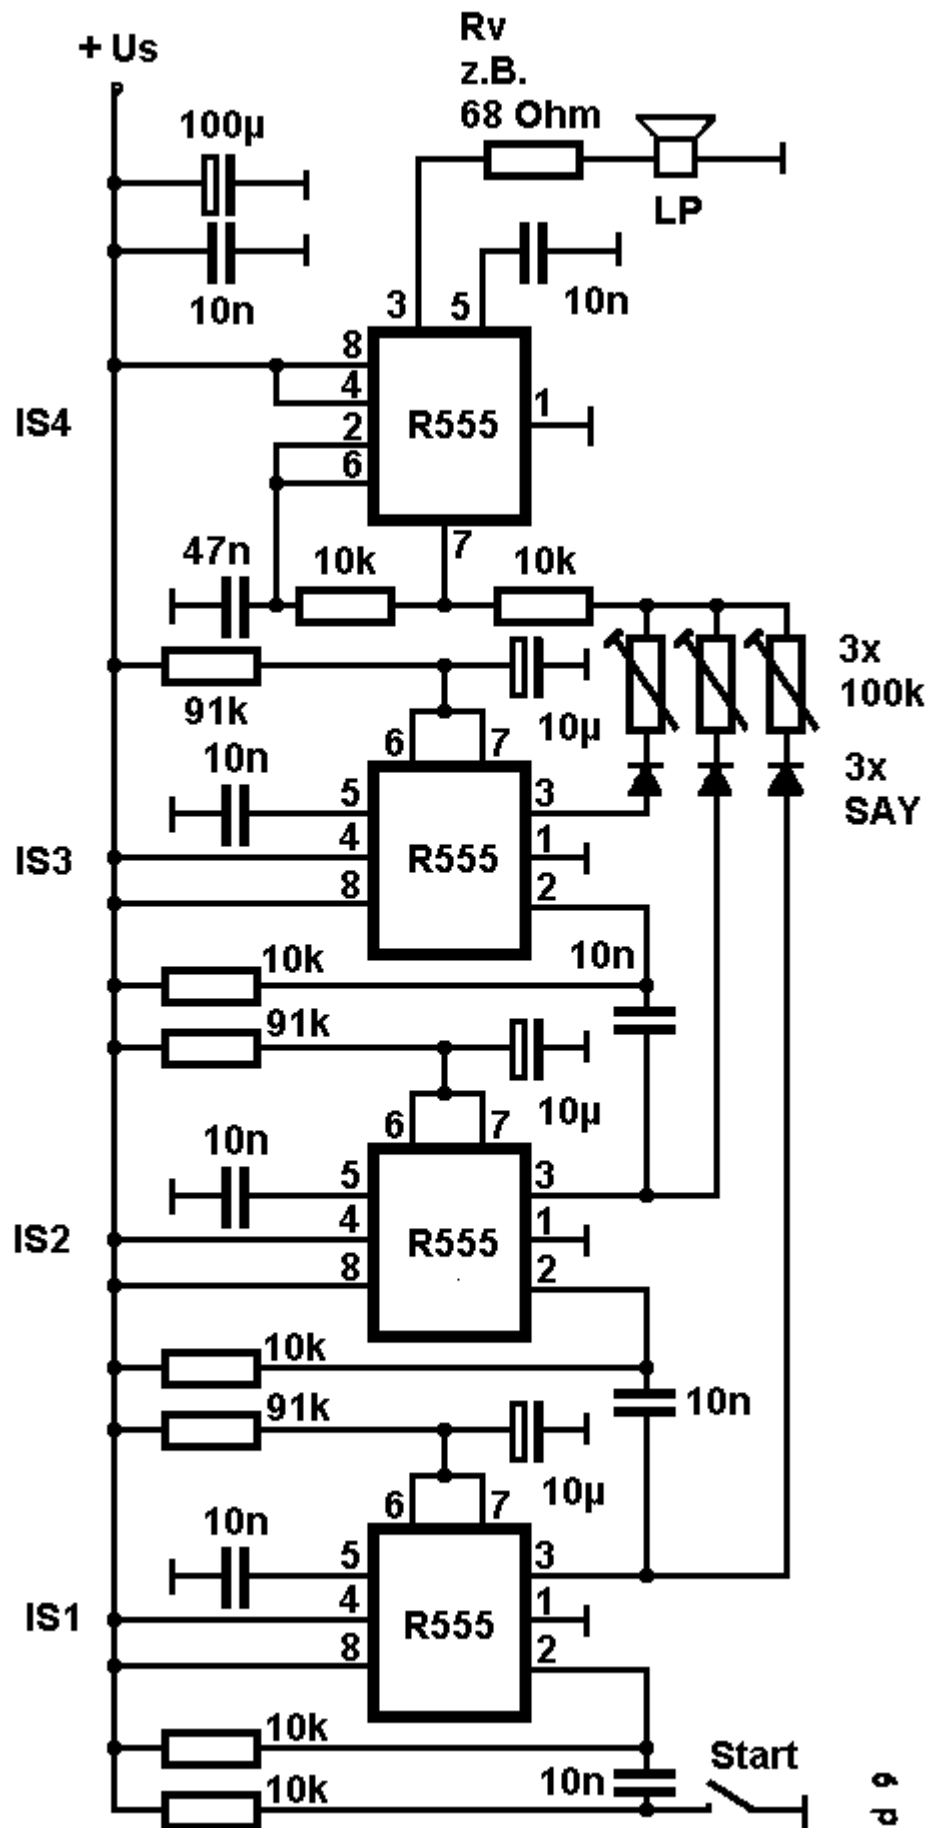 + Us
Rv
z.B.
68 Ohm
100µ
LP
10n
10n
3
5
8
4
2
6
1
R555
IS4
7
47n
10k
10k
3x
100k
91k
10µ
6
7
10n
3x
SAY
5
4
8
3
1
2
R555
IS3
10n
10k
91k
10µ
6
7
10n
5
4
8
3
1
2
R555
IS2
10k
10n
91k
10µ
6
7
10n
5
4
8
3
1
2
R555
IS1
10k
10n
Start
10k